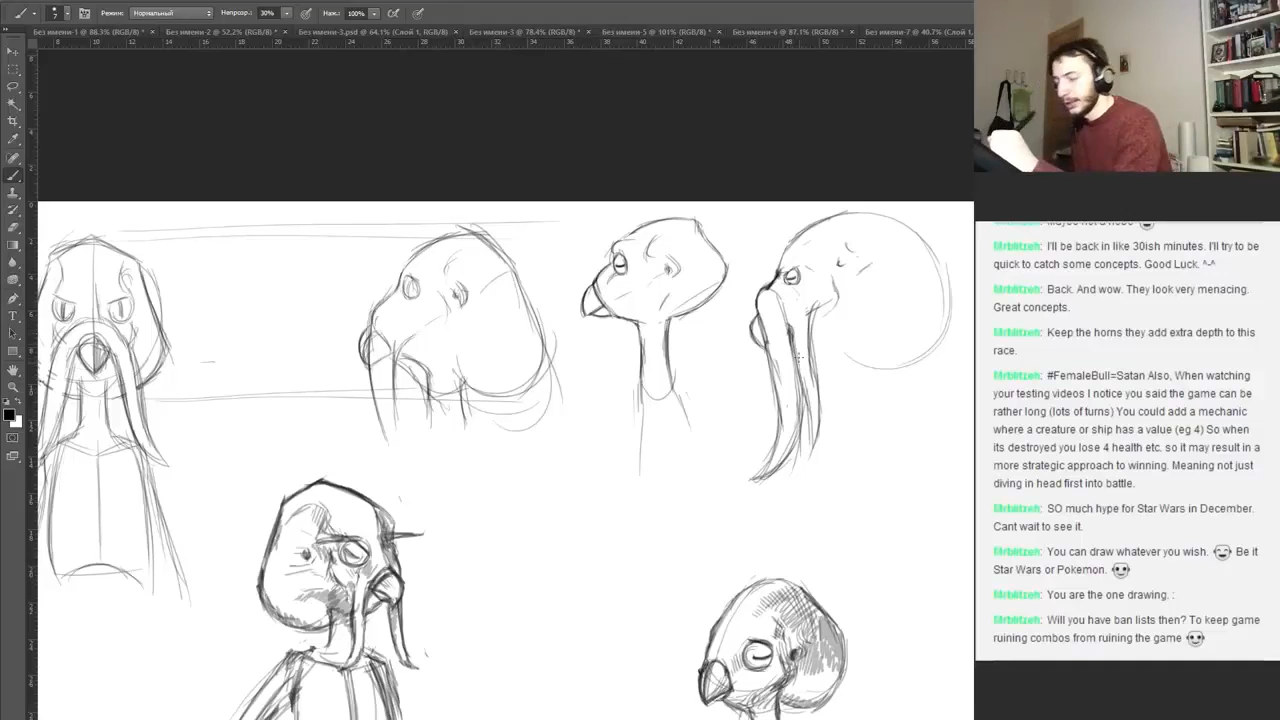 Режим: Нормальный Непрозр.: 30% Наж.: 100%
Без имени-1 @ 88.3% (RGB/8) * Без имени-2 @ 52,2% (RGB/8) * Без имени-3.psd @ 64.1% (Слой 1, RGB/8) Без имени-5 @ 101% (RGB/8) * Без имени-6 @ 87,1% (RGB/8) * Без имени-7 @ 40.7% (Слой 1,
Mrblitzeh: I'll be back in like 30ish minutes. I'll try to be
quick to catch some concepts. Good Luck. ^-^
Mrblitzeh: Back. And wow. They look very menacing.
Great concepts.
Mrblitzeh: Keep the horns they add extra depth to this
race.
Mrblitzeh: #FemaleBull=Satan Also, When watching
your testing videos I notice you said the game can be
rather long (lots of turns) You could add a mechanic
where a creature or ship has a value (eg 4) So when
its destroyed you lose 4 health etc. so it may result in a
more strategic approach to winning. Meaning not just
diving in head first into battle.
Mrblitzeh: SO much hype for Star Wars in December.
Cant wait to see it.
Mrblitzeh: You can draw whatever you wish. Be it
Star Wars or Pokemon.
Mrblitzeh: You are the one drawing. :
Mrblitzeh: Will you have ban lists then? To keep game
ruining combos from ruining the game